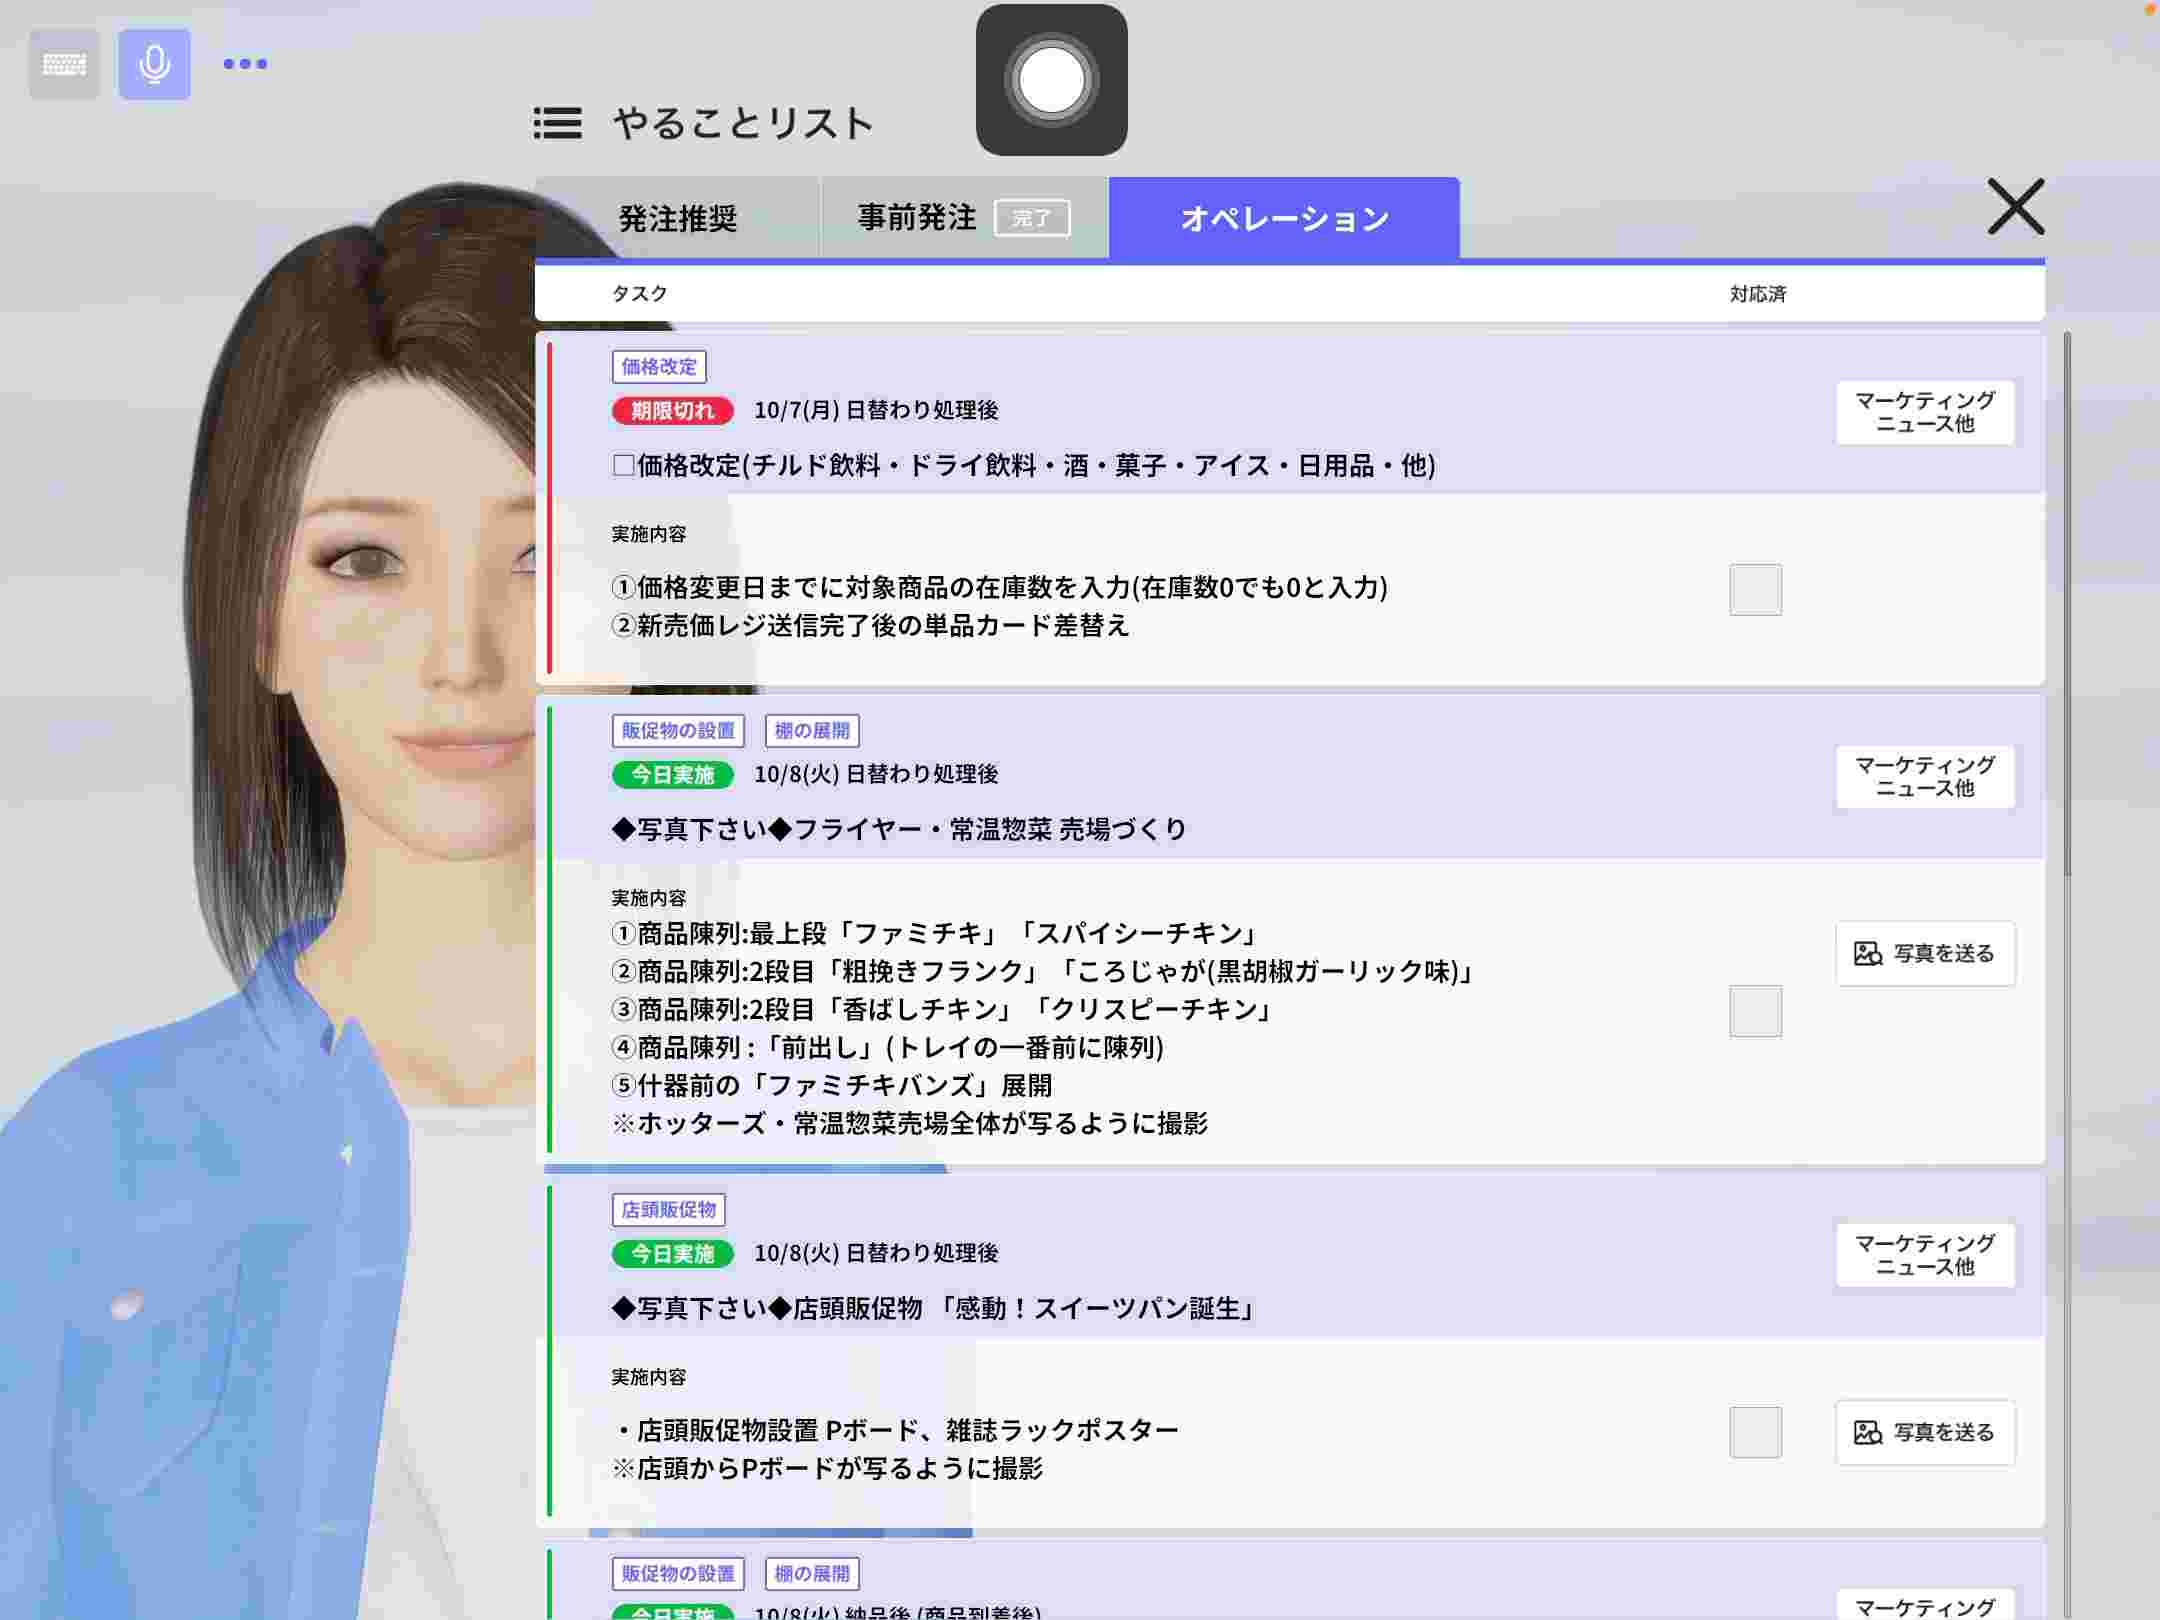 やることリスト
発注推奨
事前発注 完了
オペレーション
タスク
対応済
価格改定
期限切れ 10/7(月) 日替わり処理後
マーケティング
ニュース他
□価格改定(チルド飲料・ドライ飲料・酒・菓子・アイス・日用品・他)
実施内容
①価格変更日までに対象商品の在庫数を入力(在庫数0でも0と入力)
②新売価レジ送信完了後の単品カード差替え
販促物の設置 棚の展開
今日実施 10/8(火) 日替わり処理後
マーケティング
ニュース他
◆写真下さい◆フライヤー・常温惣菜 売場づくり
実施内容
①商品陳列:最上段「ファミチキ」「スパイシーチキン」
写真を送る
②商品陳列:2段目「粗挽きフランク」「ころじゃが(黒胡椒ガーリック味)」
③商品陳列:2段目「香ばしチキン」「クリスピーチキン」
④商品陳列 :「前出し」(トレイの一番前に陳列)
⑤什器前の「ファミチキバンズ」展開
※ホッターズ・常温惣菜売場全体が写るように撮影
店頭販促物
今日実施 10/8(火) 日替わり処理後
マーケティング
ニュース他
◆写真下さい◆店頭販促物 「感動！スイーツパン誕生」
実施内容
・店頭販促物設置 Pボード、雑誌ラックポスター
写真を送る
※店頭からPボードが写るように撮影
販促物の設置 棚の展開
今日実施 10/8(火) 納品後 (商品到着後)
マーケティング